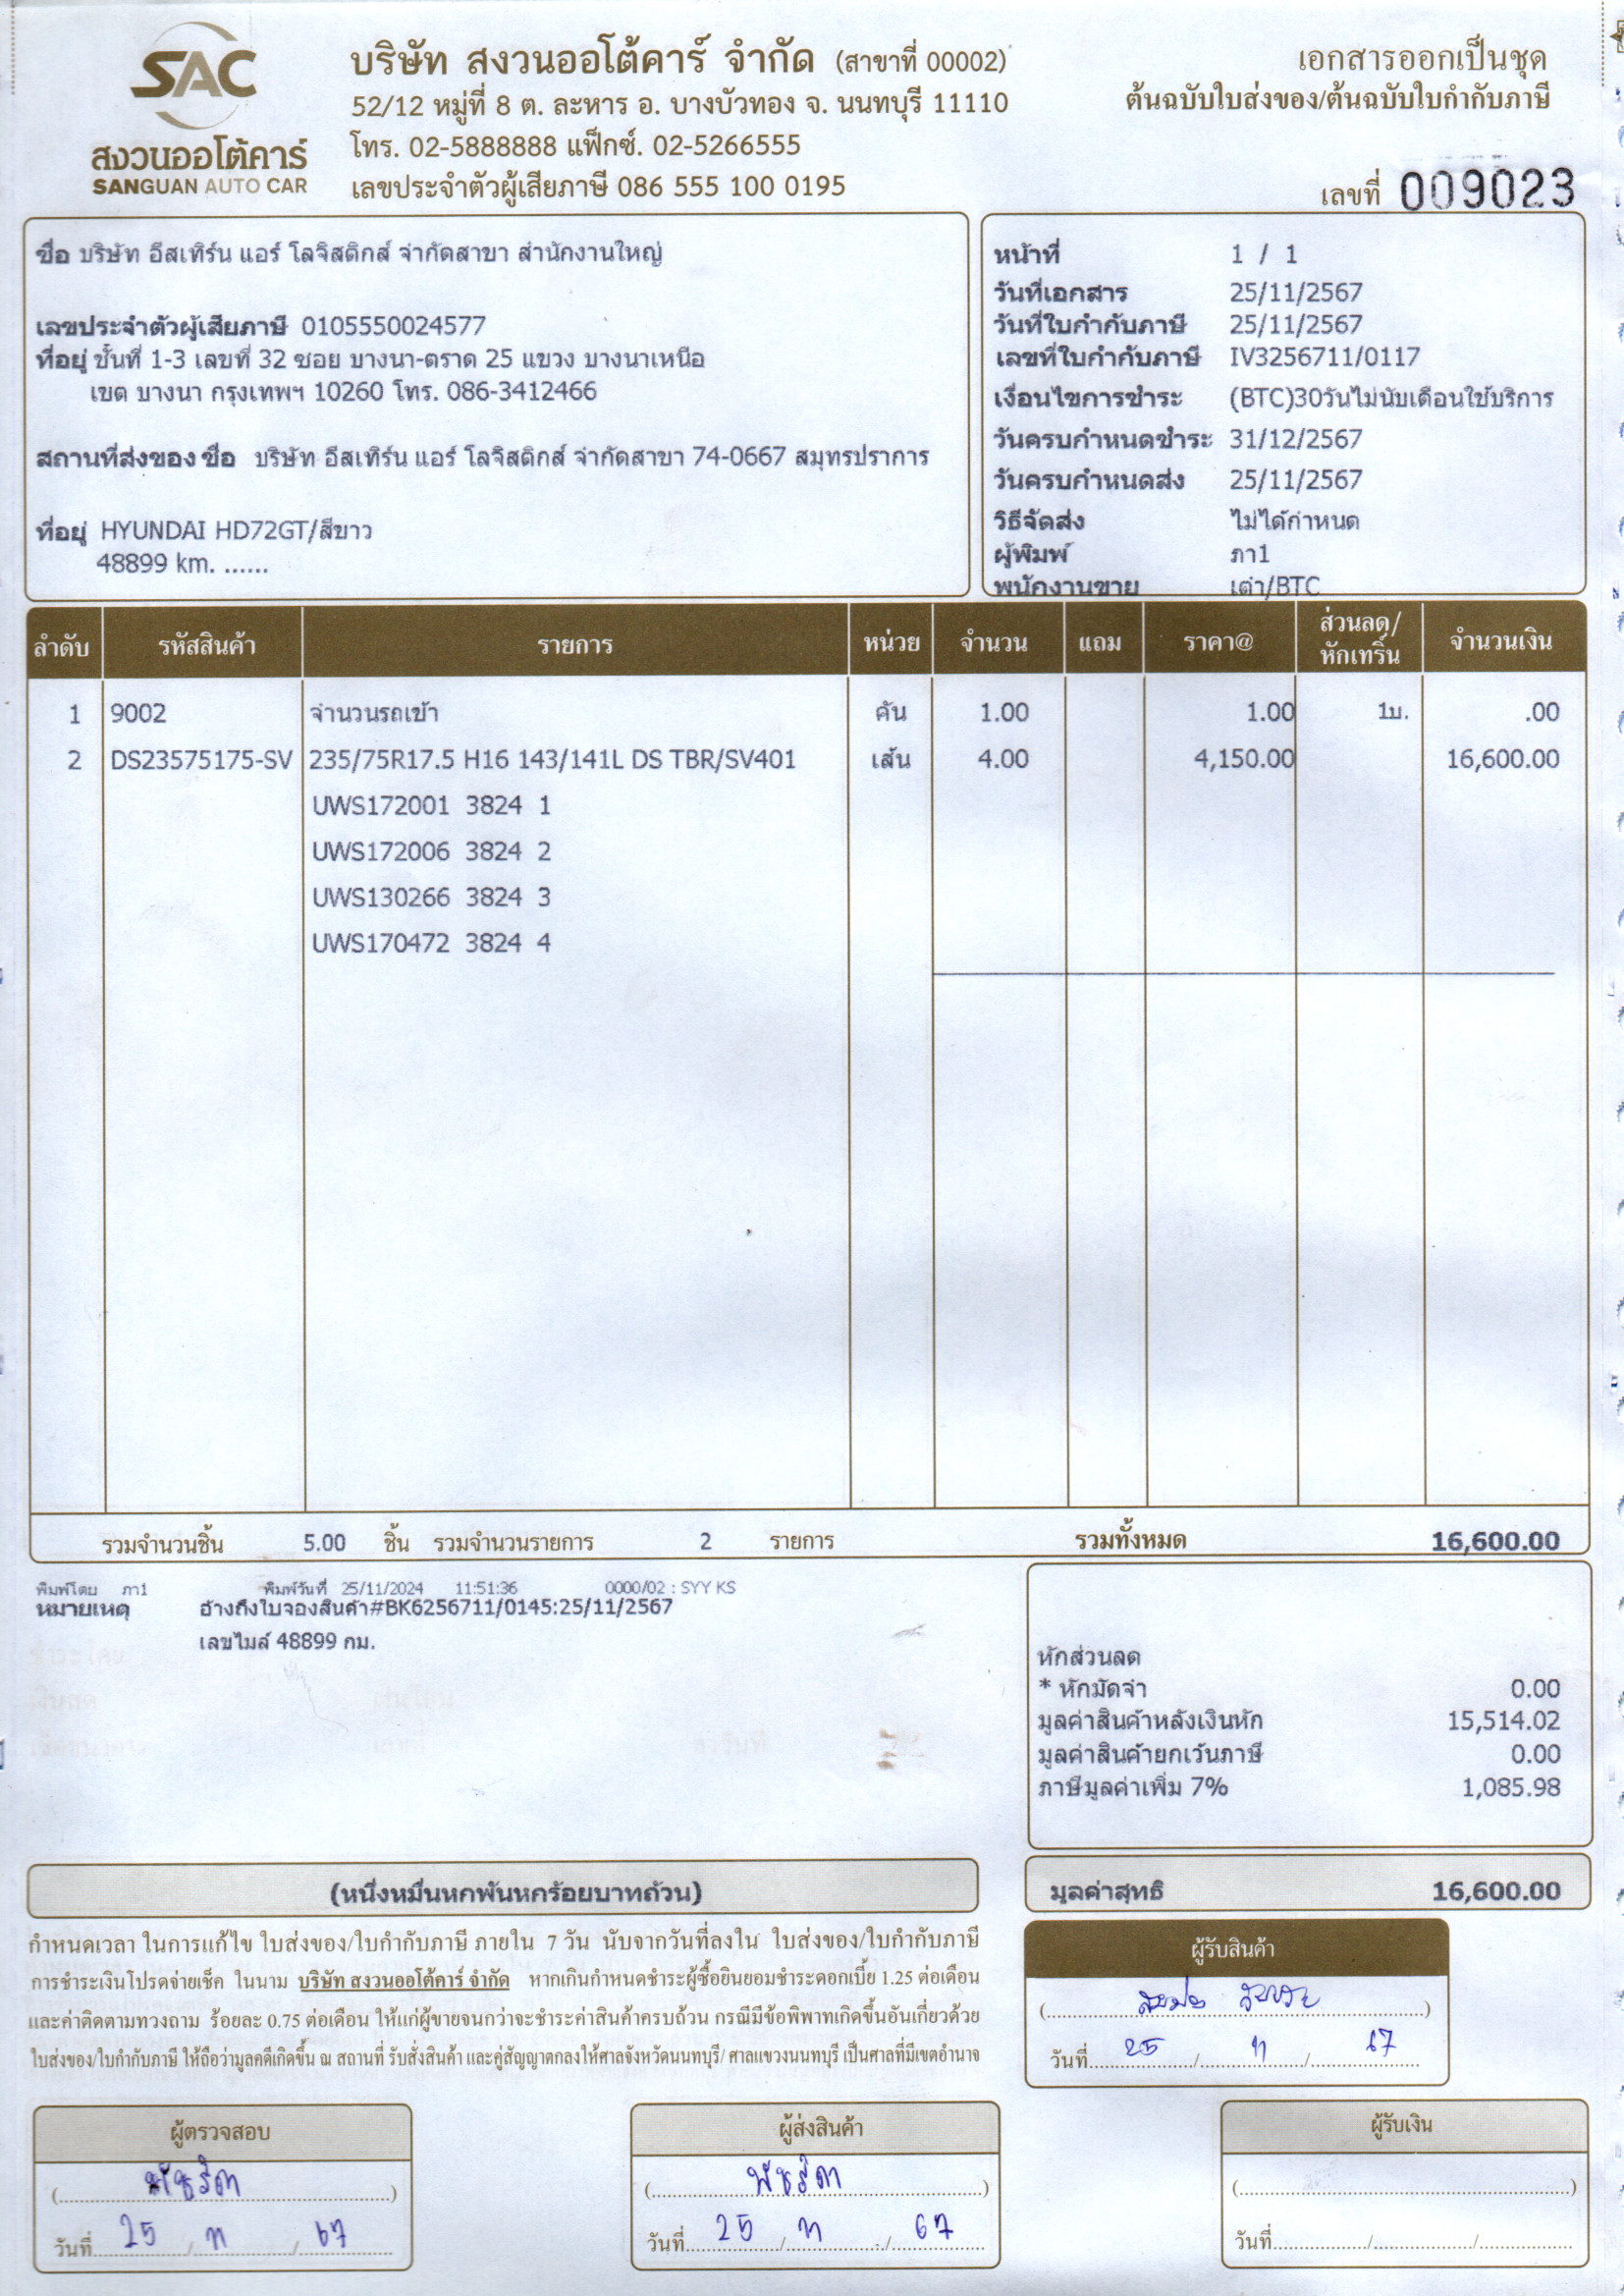 SAC
สงวนออโต้คาร์
SANGUAN AUTO CAR
บริษัท สงวนออโต้คาร์ จำกัด (สาขาที่ 00002)
52/12 หมู่ที่ 8 ต. ละหาร อ. บางบัวทอง จ. นนทบุรี 11110
โทร. 02-5888888 แฟ็กซ์. 02-5266555
เลขประจำตัวผู้เสียภาษี 086 555 100 0195
เอกสารออกเป็นชุด
ต้นฉบับใบส่งของ/ต้นฉบับใบกำกับภาษี
เลขที่ 009023
ชื่อ บริษัท อีสเทิร์น แอร์ โลจิสติกส์ จำกัดสาขา สำนักงานใหญ่
เลขประจำตัวผู้เสียภาษี 0105550024577
ที่อยู่ ชั้นที่ 1-3 เลขที่ 32 ซอย บางนา-ตราด 25 แขวง บางนาเหนือ
เขต บางนา กรุงเทพฯ 10260 โทร. 086-3412466
สถานที่ส่งของ ชื่อ บริษัท อีสเทิร์น แอร์ โลจิสติกส์ จำกัดสาขา 74-0667 สมุทรปราการ
ที่อยู่ HYUNDAI HD72GT/สีขาว
48899 km. ......
หน้าที่ 1 / 1
วันที่เอกสาร 25/11/2567
วันที่ใบกำกับภาษี 25/11/2567
เลขที่ใบกำกับภาษี IV3256711/0117
เงื่อนไขการชำระ (BTC)30วันไม่นับเดือนใช้บริการ
วันครบกำหนดชำระ 31/12/2567
วันครบกำหนดส่ง 25/11/2567
วิธีจัดส่ง ไม่ได้กำหนด
ผู้พิมพ์ ภา1
พนักงานขาย เต่า/BTC
ลำดับ รหัสสินค้า รายการ หน่วย จำนวน แถม ราคา@ ส่วนลด/หักเทริ์น จำนวนเงิน
1 9002 จำนวนรถเข้า คัน 1.00 1.00 1บ. .00
2 DS23575175-SV 235/75R17.5 H16 143/141L DS TBR/SV401 เส้น 4.00 4,150.00 16,600.00
UWS172001 3824 1
UWS172006 3824 2
UWS130266 3824 3
UWS170472 3824 4
รวมจำนวนชิ้น 5.00 ชิ้น รวมจำนวนรายการ 2 รายการ รวมทั้งหมด 16,600.00
พิมพ์โดย ภา1 พิมพ์วันที่ 25/11/2024 11:51:36 0000/02 : SYY KS
หมายเหตุ อ้างถึงใบจองสินค้า#BK6256711/0145:25/11/2567
เลขไมล์ 48899 กม.
หักส่วนลด
* หักมัดจำ 0.00
มูลค่าสินค้าหลังเงินหัก 15,514.02
มูลค่าสินค้ายกเว้นภาษี 0.00
ภาษีมูลค่าเพิ่ม 7% 1,085.98
(หนึ่งหมื่นหกพันหกร้อยบาทถ้วน)
มูลค่าสุทธิ 16,600.00
กำหนดเวลา ในการแก้ไข ใบส่งของ/ใบกำกับภาษี ภายใน 7 วัน นับจากวันที่ลงใน ใบส่งของ/ใบกำกับภาษี
การชำระเงินโปรดจ่ายเช็ค ในนาม บริษัท สงวนออโต้คาร์ จำกัด หากเกินกำหนดชำระผู้ซื้อยินยอมชำระดอกเบี้ย 1.25 ต่อเดือน
และค่าติดตามทวงถาม ร้อยละ 0.75 ต่อเดือน ให้แก่ผู้ขายจนกว่าจะชำระค่าสินค้าครบถ้วน กรณีมีข้อพิพาทเกิดขึ้นอันเกี่ยวด้วย
ใบส่งของ/ใบกำกับภาษี ให้ถือว่ามูลคดีเกิดขึ้น ณ สถานที่ รับสั่งสินค้า และคู่สัญญาตกลงให้ศาลจังหวัดนนทบุรี/ ศาลแขวงนนทบุรี เป็นศาลที่มีเขตอำนาจ
ผู้รับสินค้า
วันที่ 25 / 11 / 67
ผู้ตรวจสอบ
(พัชริดา)
วันที่ 25 / 11 / 67
ผู้ส่งสินค้า
(พัชริดา)
วันที่ 25 / 11 / 67
ผู้รับเงิน
(..........)
วันที่........../........../..........